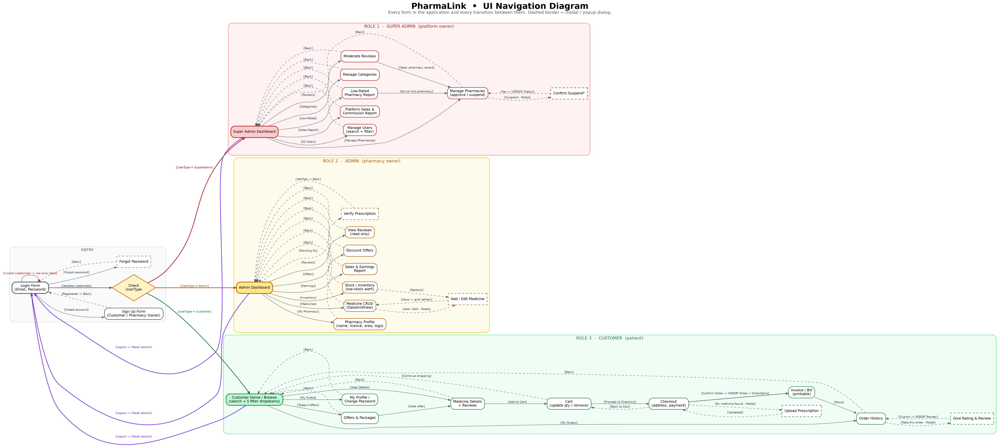 PharmaLink • UI Navigation Diagram
Every form in the application and every transition between them. Dashed border = modal / popup dialog.
ROLE 1 - SUPER ADMIN (platform owner)
[Back]
[Back]
Moderate Reviews
[Back]
[Open pharmacy record]
[Back]
Manage Categories
[Back]
[Back]
Low-Rated
Pharmacy Report
[Act on this pharmacy]
Manage Pharmacies
(approve / suspend)
[Yes -> UPDATE Status]
[Suspend - Modal]
Confirm Suspend?
[Reviews]
[Categories]
Platform Sales &
Commission Report
[Low-Rated]
[Sales Report]
Manage Users
(search + filter)
Super Admin Dashboard
[All Users]
[Manage Pharmacies]
[UserType = SuperAdmin]
ROLE 2 - ADMIN (pharmacy owner)
[Verified -> Back]
[Back]
[Back]
[Back]
[Back]
[Back]
[Back]
Verify Prescription
View Reviews
(read only)
Discount Offers
[Pending Rx]
[Reviews]
Sales & Earnings
Report
[Offers]
[Earnings]
Stock / Inventory
(low-stock alert)
[Restock]
Admin Dashboard
[Inventory]
[Medicines]
[My Pharmacy]
Medicine CRUD
(DataGridView)
[Save -> grid refresh]
[Add / Edit - Modal]
Add / Edit Medicine
Pharmacy Profile
(name, licence, area, logo)
ENTRY
[Back]
Forgot Password
[Forgot password]
[Invalid credentials -> red error label]
Login Form
(Email, Password)
[Validate credentials]
Check
UserType
[UserType = Admin]
[Registered -> Back]
[Create account]
Sign Up Form
(Customer / Pharmacy Owner)
[UserType = Customer]
[Logout -> Reset session]
[Logout -> Reset session]
[Logout -> Reset session]
ROLE 3 - CUSTOMER (patient)
[Back]
[Back]
[Continue shopping]
[Back]
[Back]
[View Details]
Customer Home / Browse
(search + 5 filter dropdowns)
[My Profile]
My Profile /
Change Password
[Today's Offers]
Offers & Packages
[Grab offer]
Medicine Details
+ Reviews
[Add to Cart]
Cart
(update qty / remove)
[Proceed to Checkout]
[Back to Cart]
Checkout
(address, payment)
[Confirm Order -> INSERT Order + OrderItems]
Invoice / Bill
(printable)
[Rx medicine found - Modal]
[Uploaded]
Upload Prescription
[Done]
[My Orders]
Order History
[Submit -> INSERT Review]
[Rate this order - Modal]
Give Rating & Review